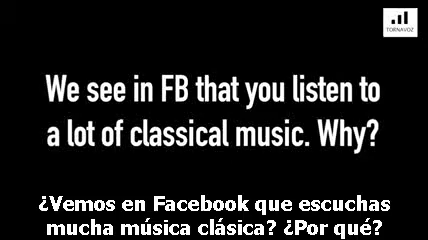 TORNAVOZ
We see in FB that you listen to
a lot of classical music. Why?
¿Vemos en Facebook que escuchas
mucha música clásica? ¿Por qué?